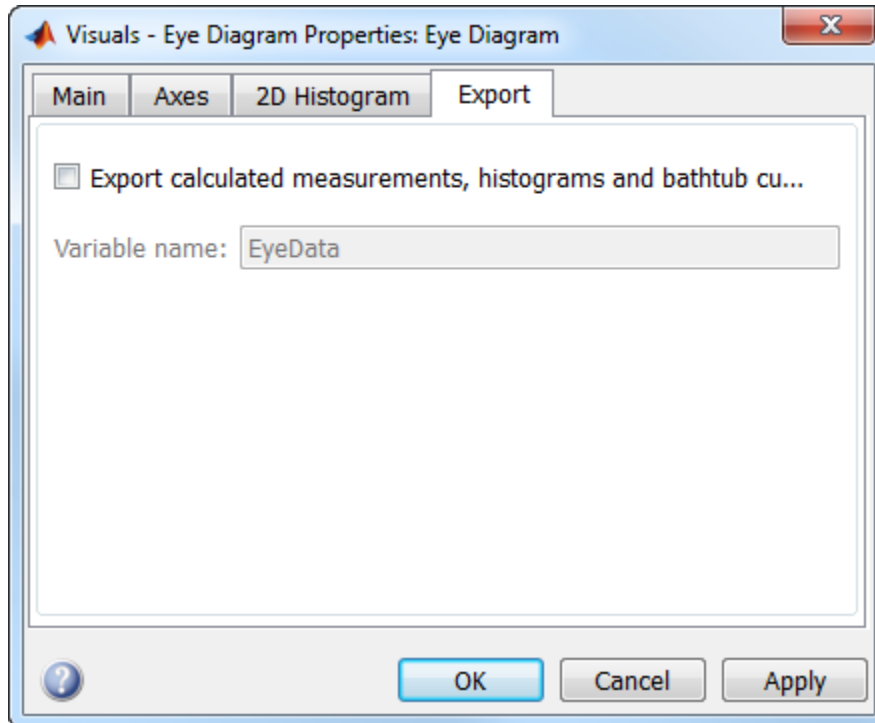 Visuals - Eye Diagram Properties: Eye Diagram
Main Axes 2D Histogram Export
Export calculated measurements, histograms and bathtub cu...
Variable name: EyeData
? OK Cancel Apply